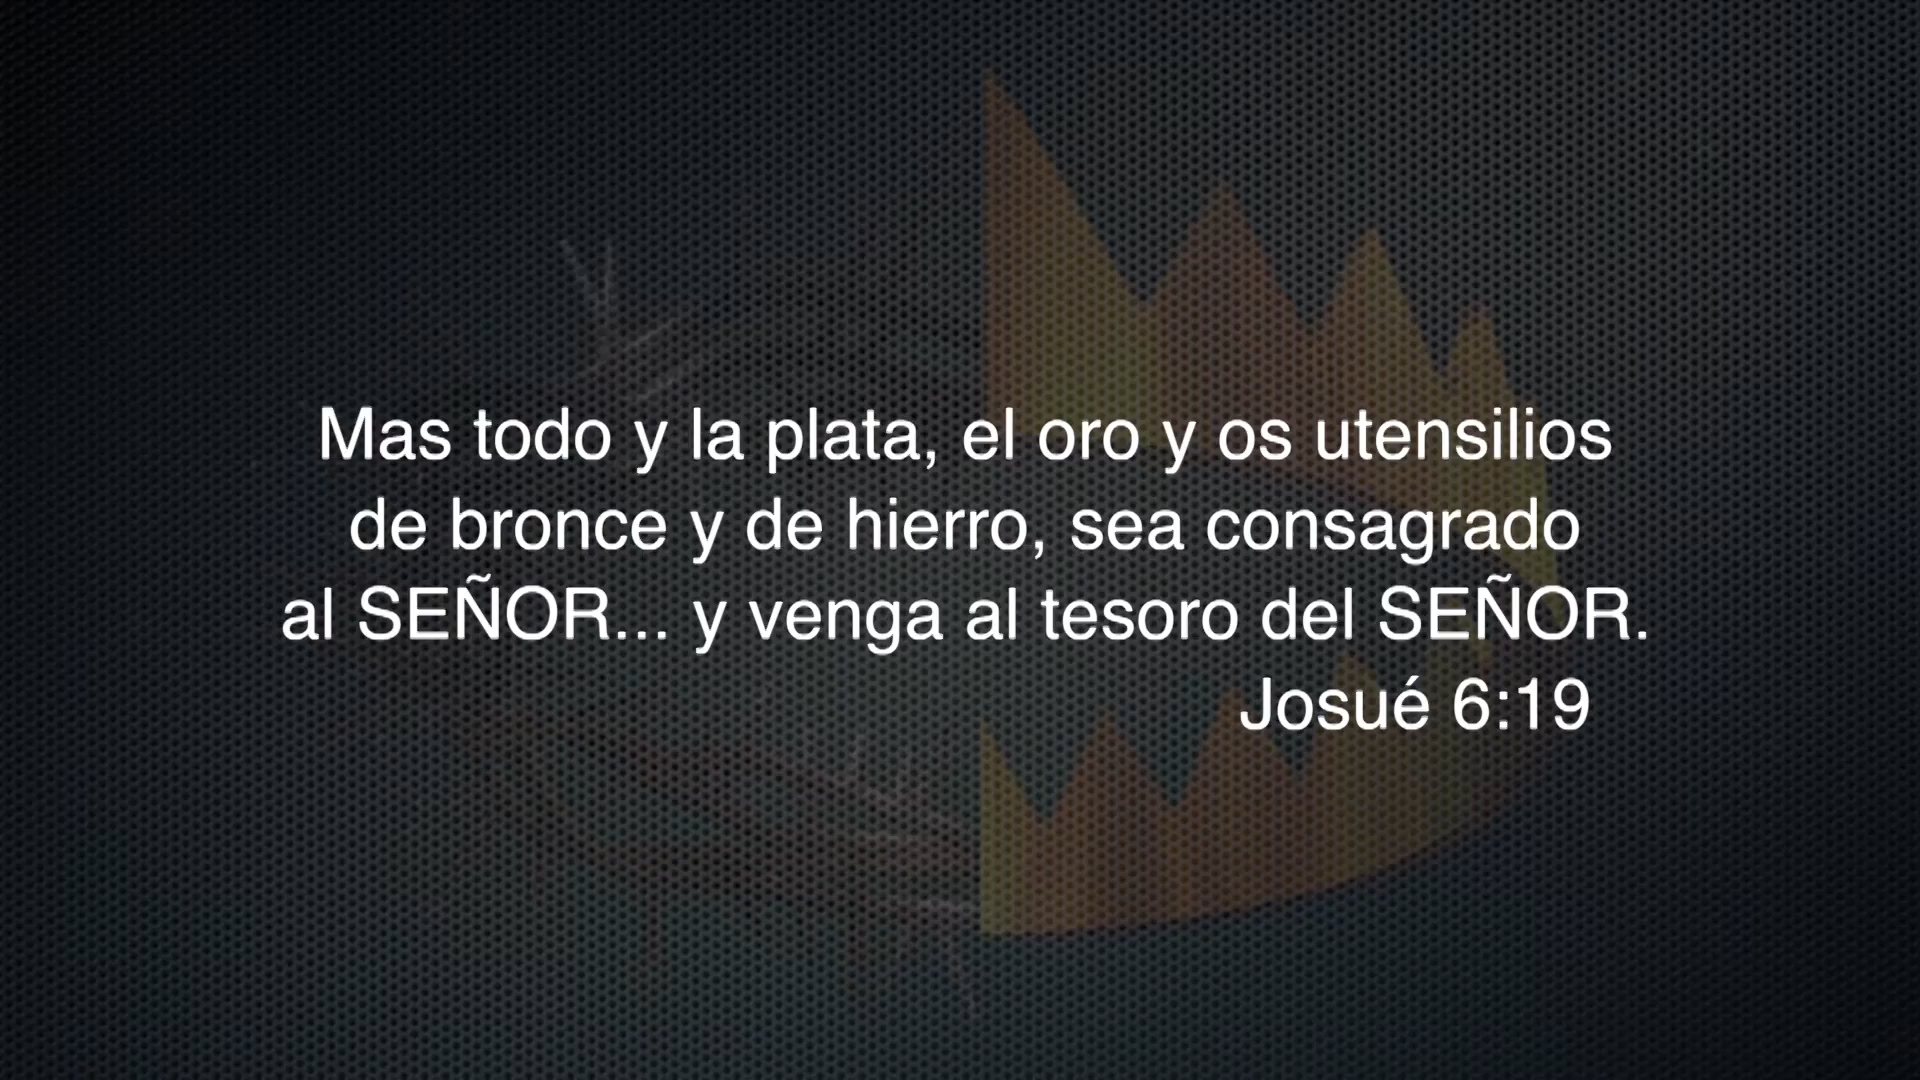 Mas todo y la plata, el oro y os utensilios
de bronce y de hierro, sea consagrado
al SEÑOR... y venga al tesoro del SEÑOR.
Josué 6:19